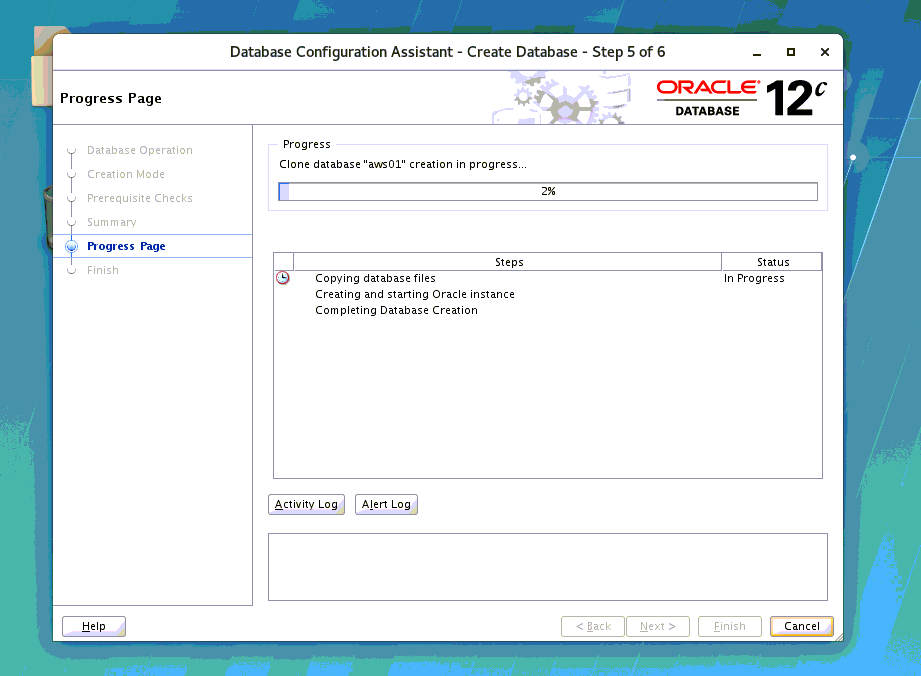 Database Configuration Assistant - Create Database - Step 5 of 6
Progress Page
ORACLE®
DATABASE
12c
Database Operation
Creation Mode
Prerequisite Checks
Summary
Progress Page
Finish
Progress
Clone database "aws01" creation in progress...
2%
Steps Status
Copying database files In Progress
Creating and starting Oracle instance
Completing Database Creation
Activity Log Alert Log
Help < Back Next > Finish Cancel